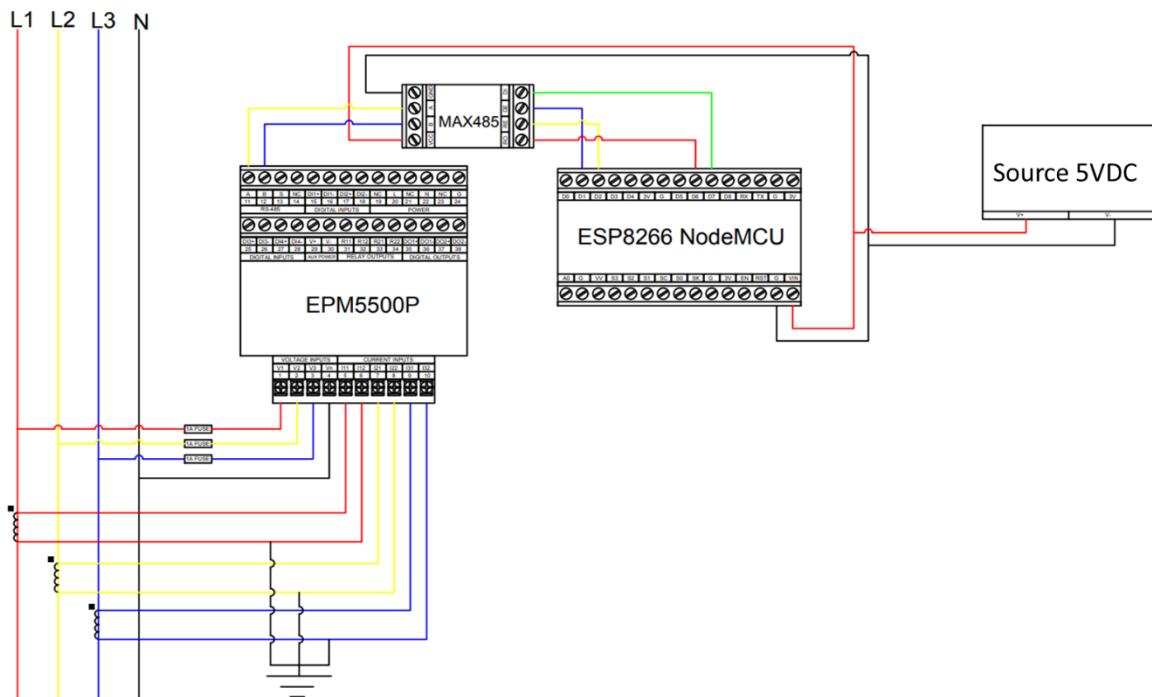 L1 L2 L3 N
GND A B VCC
MAX485
DI DE RE RO
A B S NC DI1+ DI1- DI2+ DI2- NC L NC N NC G
11 12 13 14 15 16 17 18 19 20 21 22 23 24
RS-485 DIGITAL INPUTS POWER
DI3+ DI3- DI4+ DI4- V+ V- R11 R12 R21 R22 DO1+ DO1- DO2+ DO2-
25 26 27 28 29 30 31 32 33 34 35 36 37 38
DIGITAL INPUTS AUX POWER RELAY OUTPUTS DIGITAL OUTPUTS
EPM5500P
VOLTAGE INPUTS CURRENT INPUTS
V1 V2 V3 Vn I11 I12 I21 I22 I31 I32
1 2 3 4 5 6 7 8 9 10
D0 D1 D2 D3 D4 3V G D5 D6 D7 D8 RX TX G 3V
ESP8266 NodeMCU
A0 G VV S3 S2 S1 SC S0 SK G 3V EN RST G VIN
Source 5VDC
V+ V-
1A FUSE
1A FUSE
1A FUSE